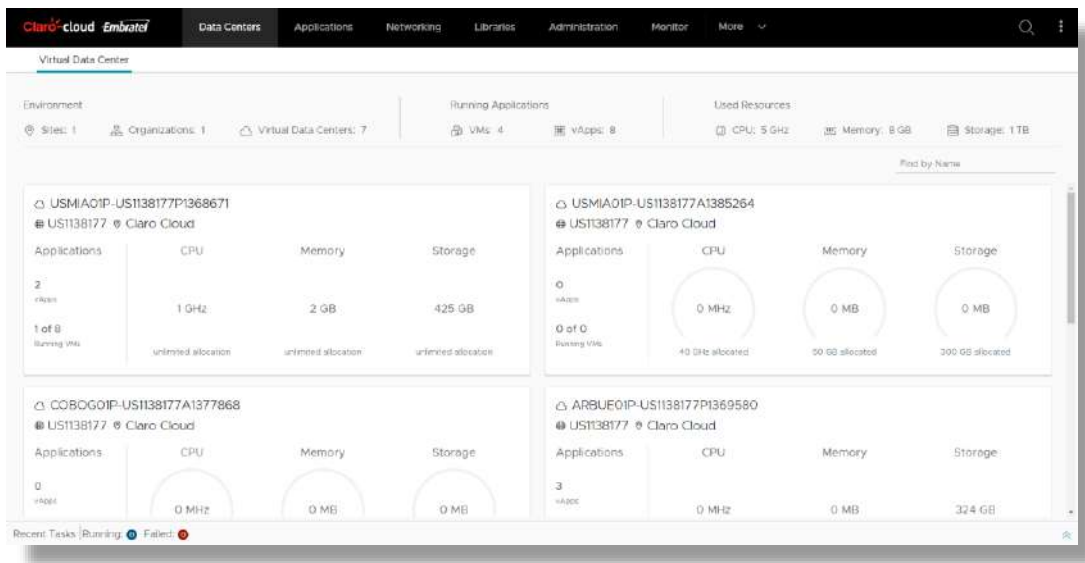 Claro-cloud Embratel Data Centers Applications Networking Libraries Administration Monitor More
Virtual Data Center
Environment Running Applications Used Resources
Sites: 1 Organizations: 1 Virtual Data Centers: 7 VMs: 4 vApps: 8 CPU: 5 GHz Memory: 8 GB Storage: 1 TB
Find by Name
USMIA01P-US1138177P1368671
US1138177 Claro Cloud
Applications CPU Memory Storage
2
vApps
1 GHz 2 GB 425 GB
1 of 8
Running VMs
unlimited allocation unlimited allocation unlimited allocation
USMIA01P-US1138177A1385264
US1138177 Claro Cloud
Applications CPU Memory Storage
0
vApps
0 MHz 0 MB 0 MB
0 of 0
Running VMs
40 GHz allocated 50 GB allocated 300 GB allocated
COBOG01P-US1138177A1377868
US1138177 Claro Cloud
Applications CPU Memory Storage
0
vApps
0 MHz 0 MB 0 MB
ARBUE01P-US1138177P1369580
US1138177 Claro Cloud
Applications CPU Memory Storage
3
vApps
0 MHz 0 MB 324 GB
Recent Tasks Running: 0 Failed: 0